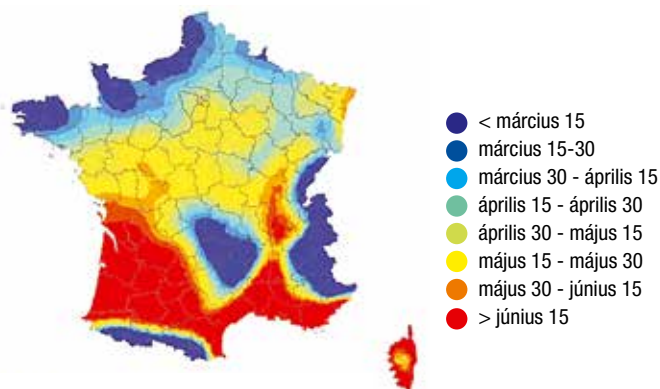 < március 15
március 15-30
március 30 - április 15
április 15 - április 30
április 30 - május 15
május 15 - május 30
május 30 - június 15
> június 15